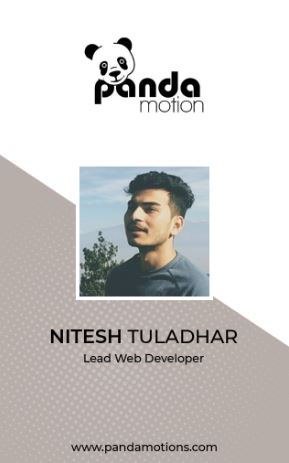 panda
motion
NITESH TULADHAR
Lead Web Developer
www.pandamotions.com